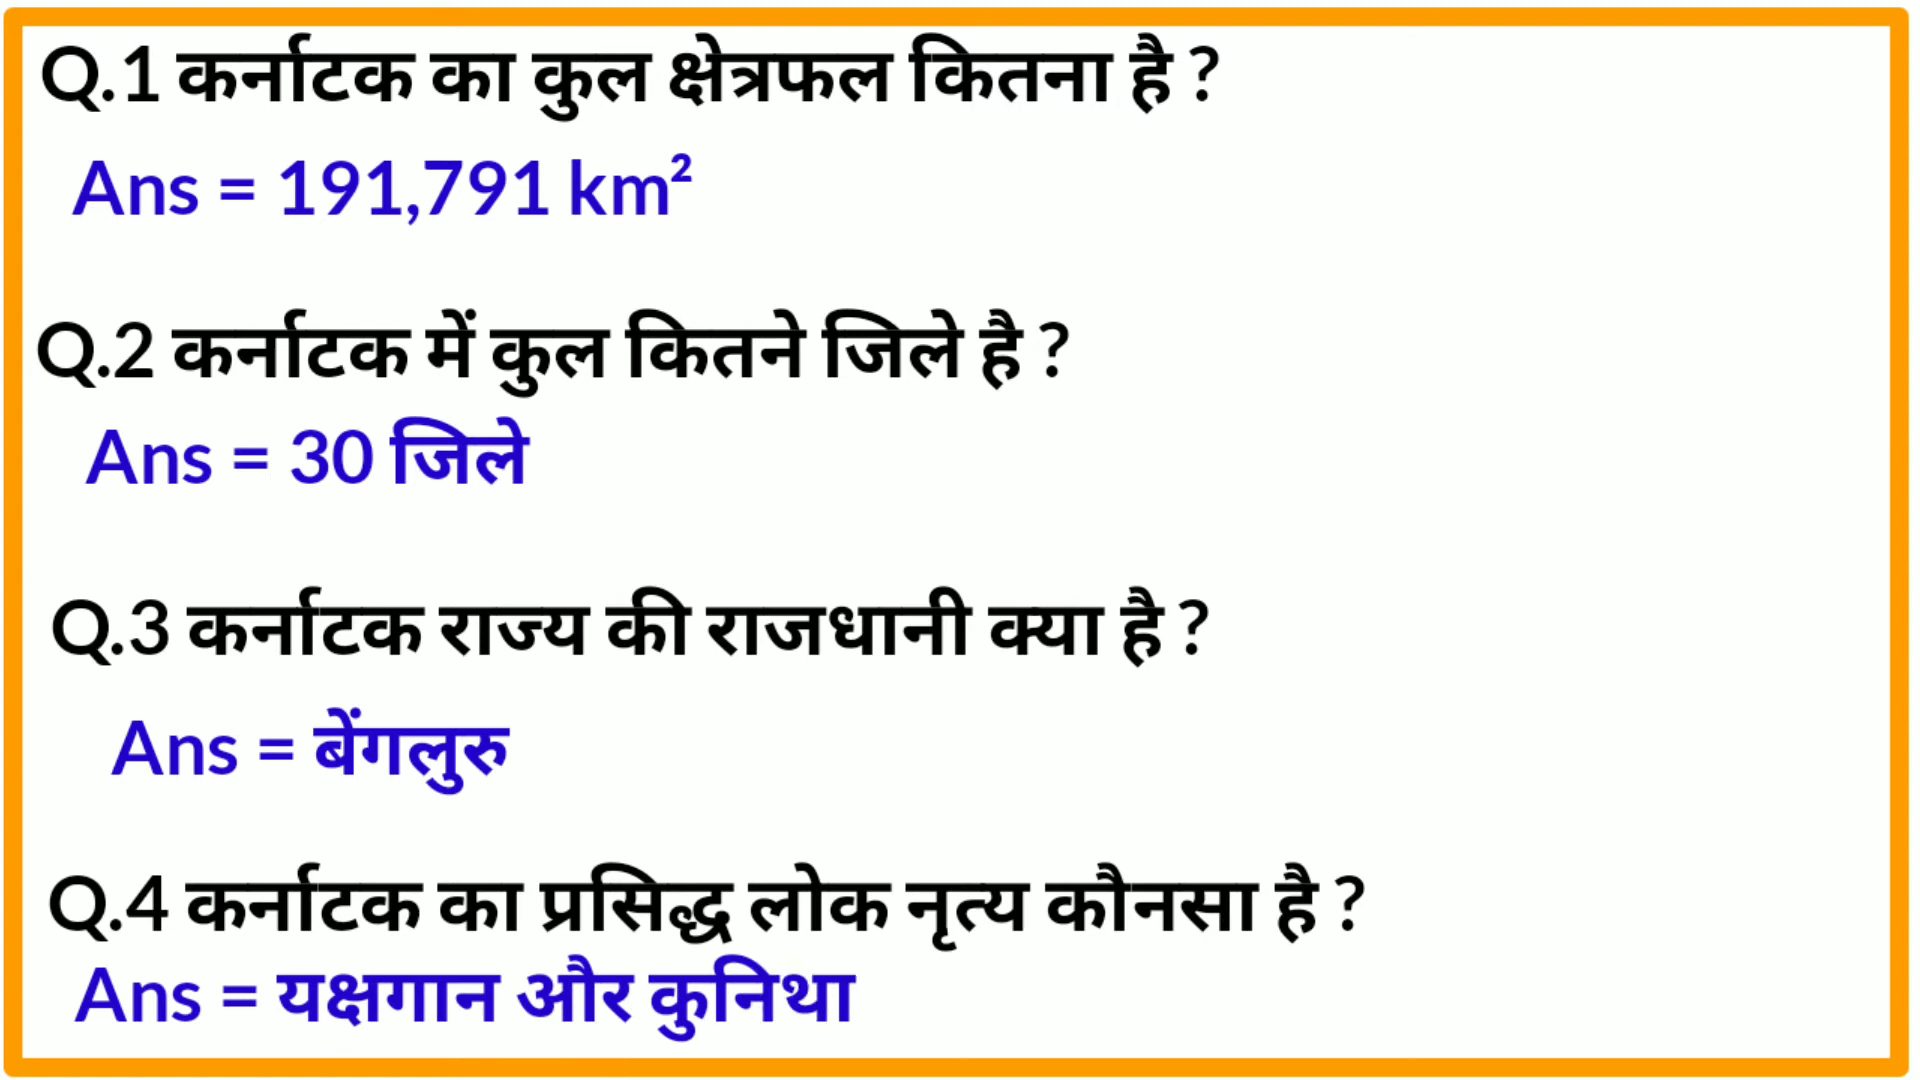 Q.1 कर्नाटक का कुल क्षेत्रफल कितना है ?
Ans = 191,791 km²
Q.2 कर्नाटक में कुल कितने जिले है ?
Ans = 30 जिले
Q.3 कर्नाटक राज्य की राजधानी क्या है ?
Ans = बेंगलुरु
Q.4 कर्नाटक का प्रसिद्ध लोक नृत्य कौनसा है ?
Ans = यक्षगान और कुनिथा